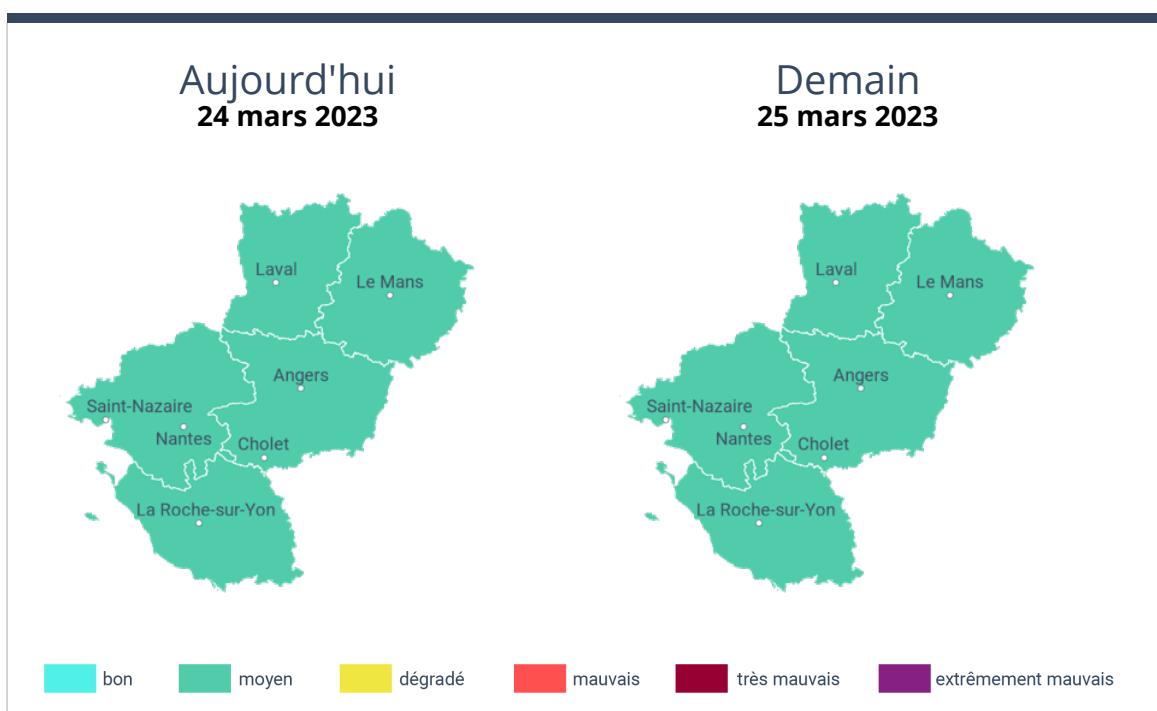 Aujourd'hui
24 mars 2023
Laval
Le Mans
Angers
Saint-Nazaire
Nantes
Cholet
La Roche-sur-Yon
Demain
25 mars 2023
Laval
Le Mans
Angers
Saint-Nazaire
Nantes
Cholet
La Roche-sur-Yon
bon moyen dégradé mauvais très mauvais extrêmement mauvais